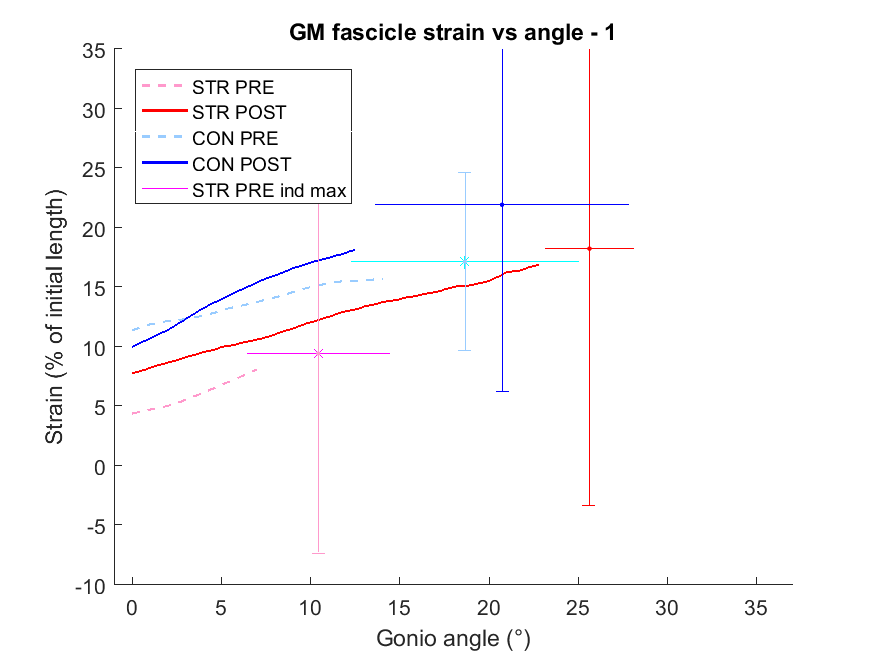 GM fascicle strain vs angle - 1
35
30
25
20
15
10
5
0
-5
-10
STR PRE
STR POST
CON PRE
CON POST
STR PRE ind max
Strain (% of initial length)
0 5 10 15 20 25 30 35
Gonio angle (°)